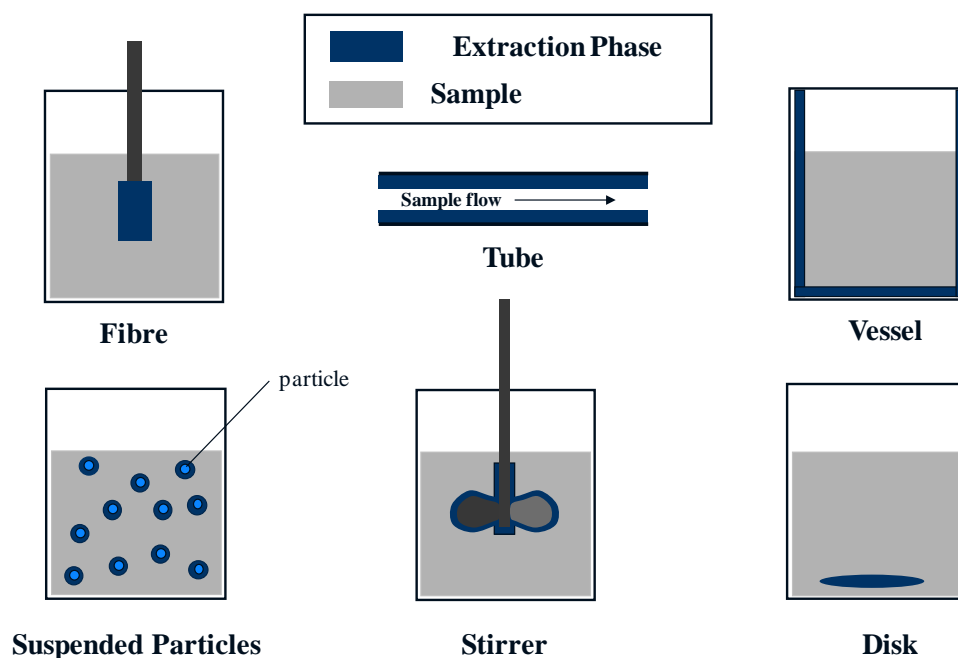 Extraction Phase
Sample
Sample flow
Tube
Fibre
Vessel
particle
Suspended Particles
Stirrer
Disk